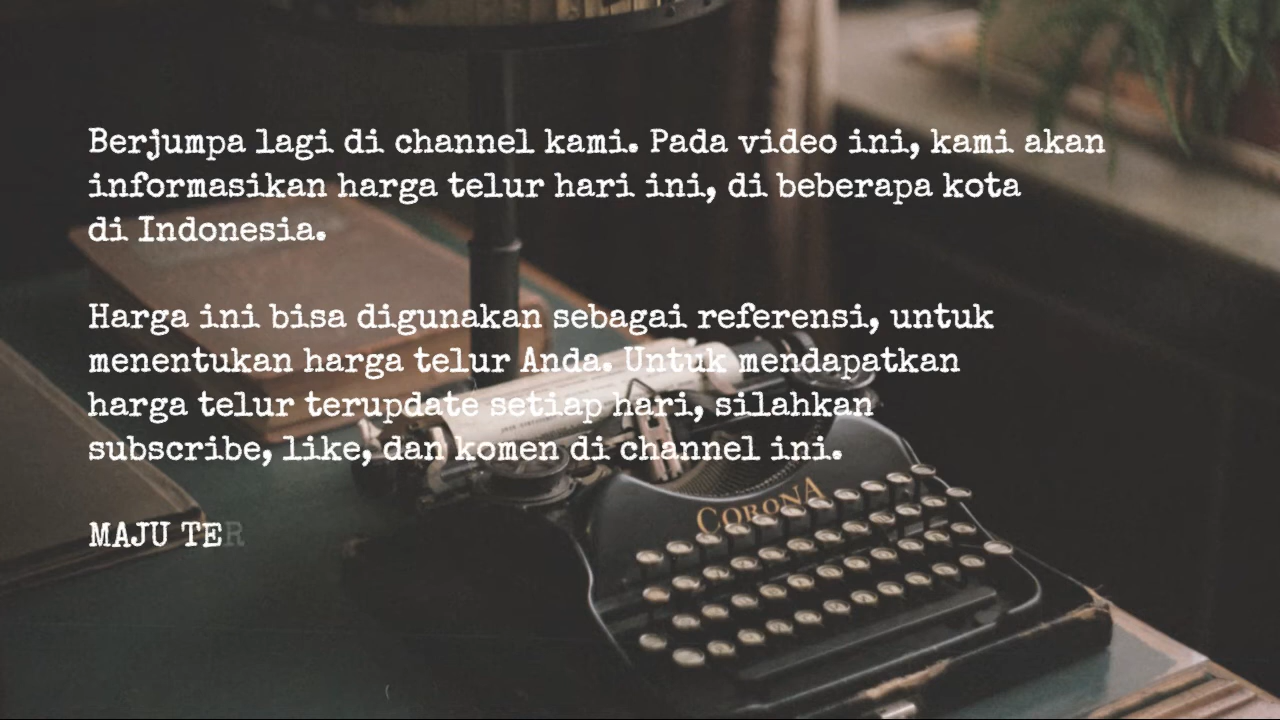 Berjumpa lagi di channel kami. Pada video ini, kami akan
informasikan harga telur hari ini, di beberapa kota
di Indonesia.
Harga ini bisa digunakan sebagai referensi, untuk
menentukan harga telur Anda. Untuk mendapatkan
harga telur terupdate setiap hari, silahkan
subscribe, like, dan komen di channel ini.
MAJU TER
CORONA